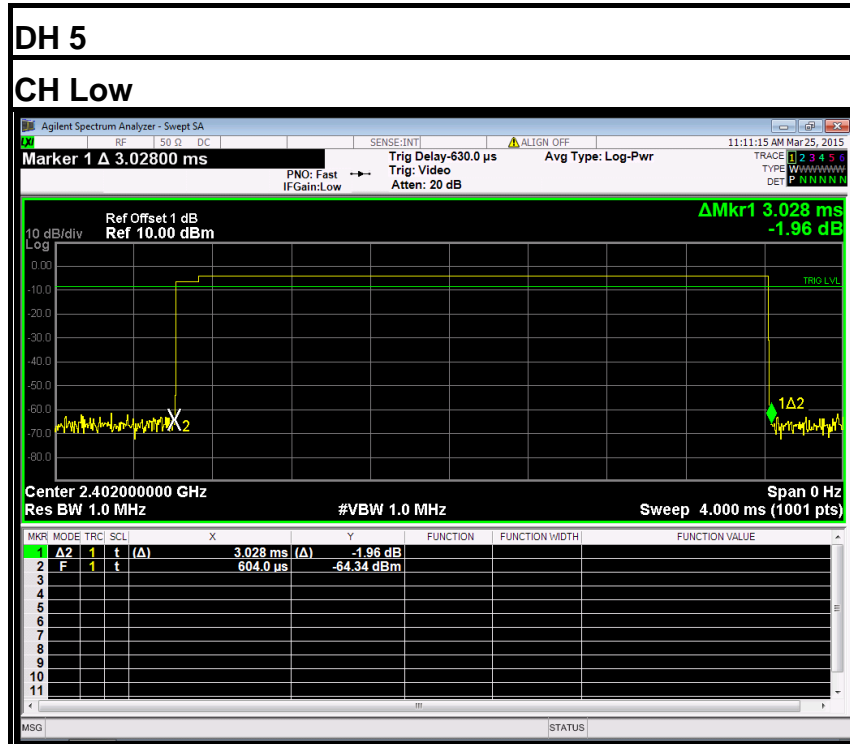 DH 5
CH Low
Agilent Spectrum Analyzer - Swept SA
LXI RF 50 Ω DC SENSE:INT ALIGN OFF 11:11:15 AM Mar 25, 2015
Marker 1 Δ 3.02800 ms
PNO: Fast
IFGain:Low
Trig Delay-630.0 µs
Trig: Video
Atten: 20 dB
Avg Type: Log-Pwr
TRACE 1 2 3 4 5 6
TYPE WWWWWWW
DET P N N N N N
ΔMkr1 3.028 ms
-1.96 dB
Ref Offset 1 dB
10 dB/div Ref 10.00 dBm
Log
0.00
-10.0
-20.0
-30.0
-40.0
-50.0
-60.0
-70.0
-80.0
TRIG LVL
2
1Δ2
Center 2.402000000 GHz Span 0 Hz
Res BW 1.0 MHz #VBW 1.0 MHz Sweep 4.000 ms (1001 pts)
MKR MODE TRC SCL X Y FUNCTION FUNCTION WIDTH FUNCTION VALUE
1 Δ2 1 t (Δ) 3.028 ms (Δ) -1.96 dB
2 F 1 t 604.0 µs -64.34 dBm
3
4
5
6
7
8
9
10
11
MSG STATUS